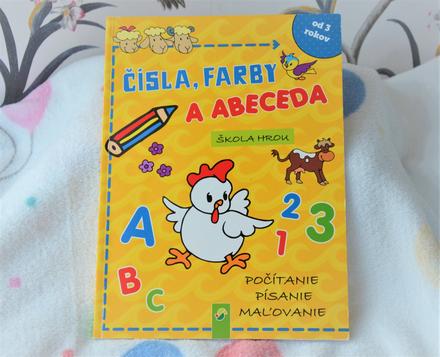 od 3
rokov
ČÍSLA, FARBY
A ABECEDA
ŠKOLA HROU
A
B
C
2
1
3
POČÍTANIE
PÍSANIE
MAĽOVANIE